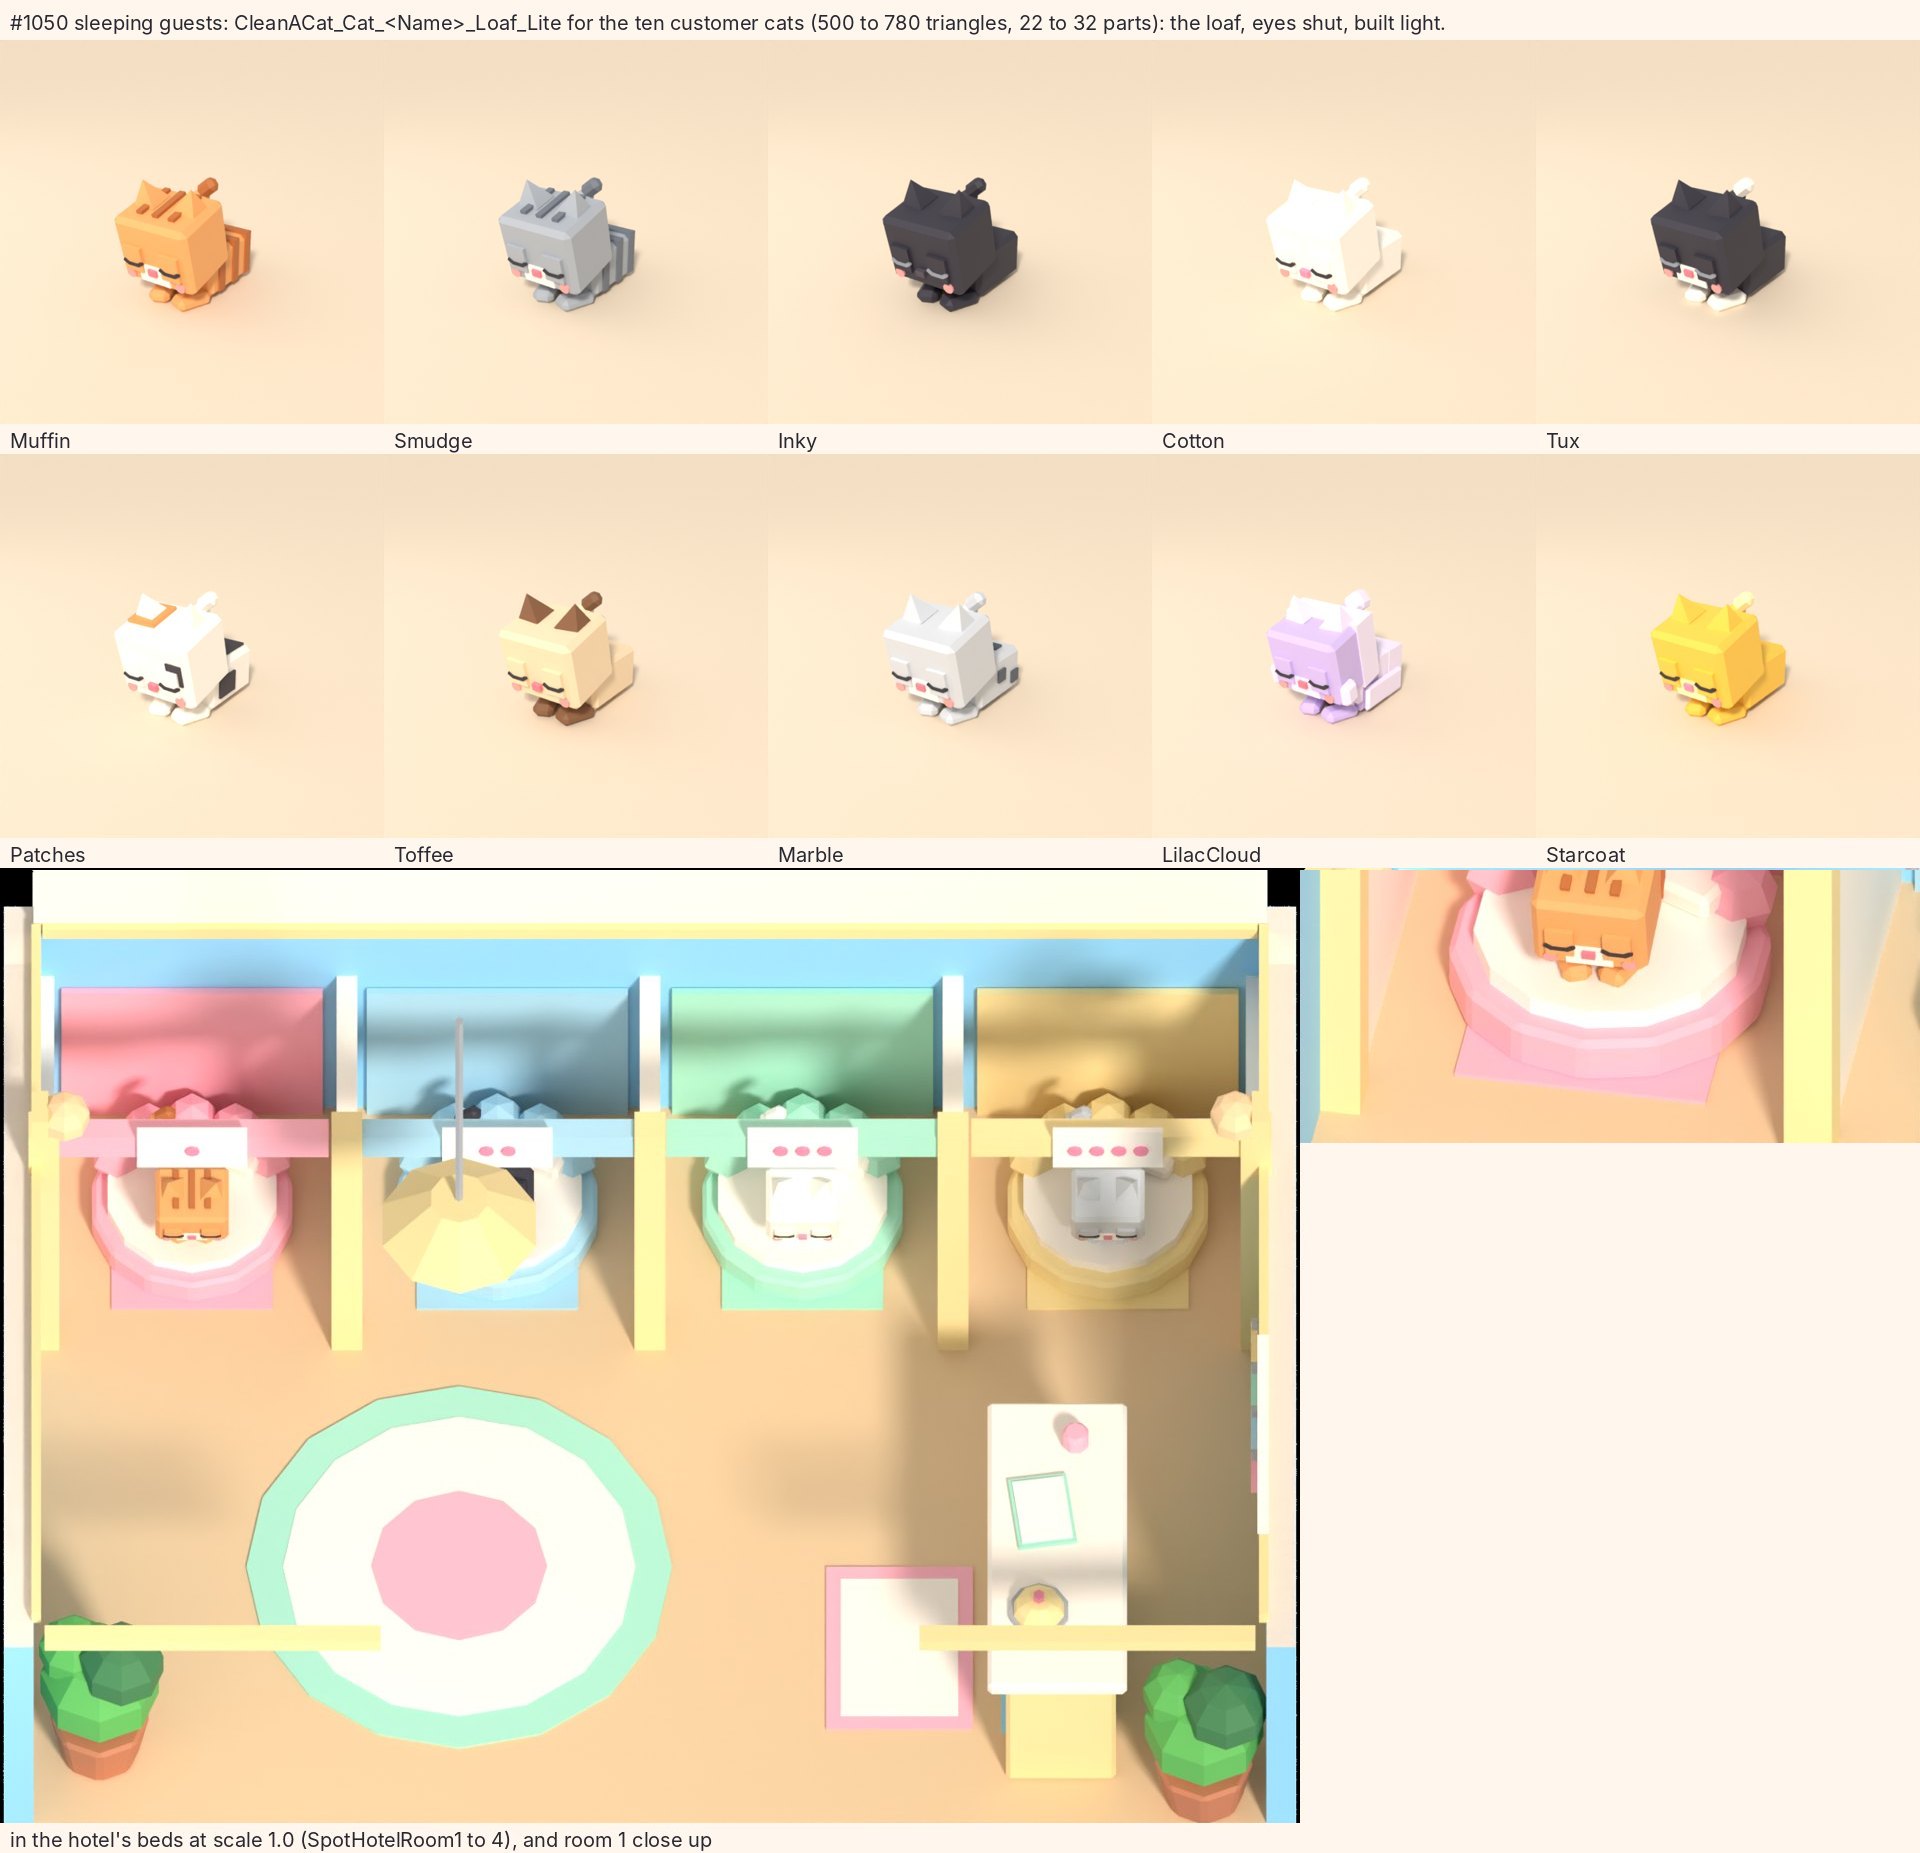 #1050 sleeping guests: CleanACat_Cat_<Name>_Loaf_Lite for the ten customer cats (500 to 780 triangles, 22 to 32 parts): the loaf, eyes shut, built light.
Muffin
Smudge
Inky
Cotton
Tux
Patches
Toffee
Marble
LilacCloud
Starcoat
in the hotel's beds at scale 1.0 (SpotHotelRoom1 to 4), and room 1 close up